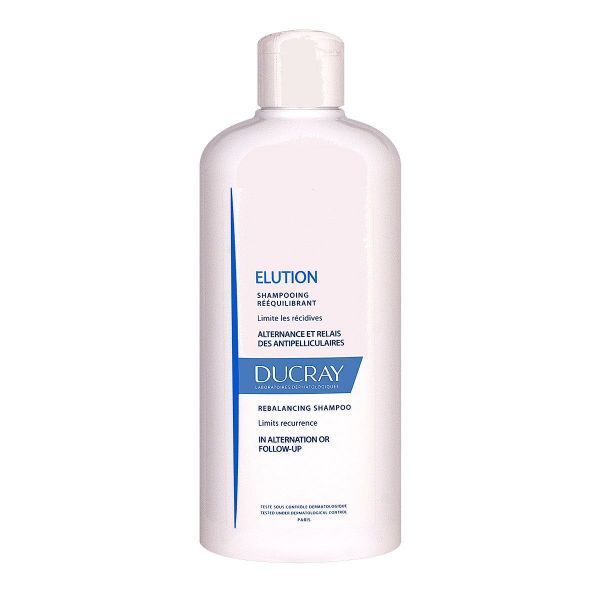 ELUTION
SHAMPOOING
RÉÉQUILIBRANT
Limite les récidives
ALTERNANCE ET RELAIS
DES ANTIPELLICULAIRES
DUCRAY
LABORATOIRES DERMATOLOGIQUES
REBALANCING SHAMPOO
Limits recurrence
IN ALTERNATION OR
FOLLOW-UP
TESTÉ SOUS CONTRÔLE DERMATOLOGIQUE
TESTED UNDER DERMATOLOGICAL CONTROL
PARIS